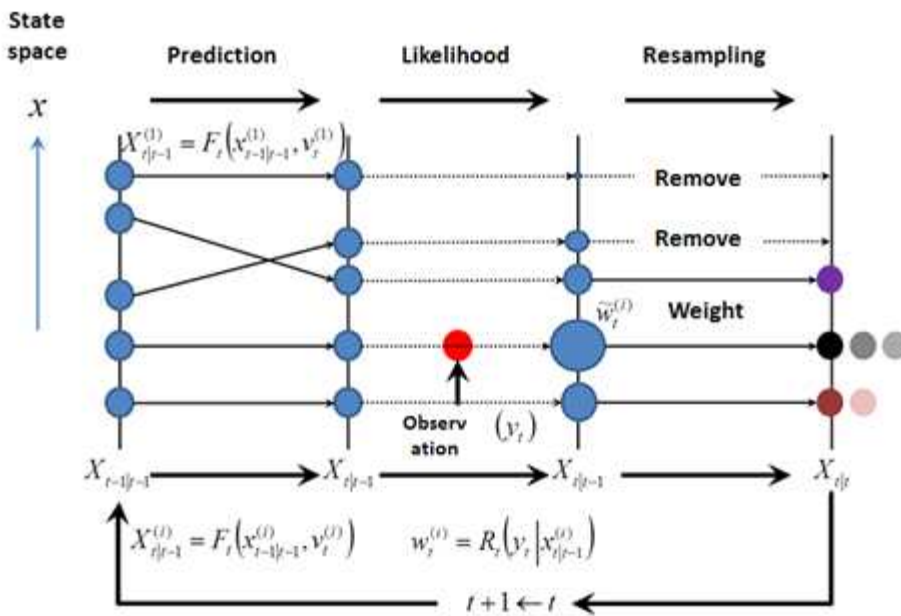 State
space
Prediction
Likelihood
Resampling
x
X_{t|t-1}^{(1)} = F_t(x_{t-1|t-1}^{(1)}, v_t^{(1)})
Remove
Remove
w̃_t^{(i)}
Weight
Observ
ation
(y_t)
X_{t-1|t-1}
X_{t|t-1}
X_{t|t-1}
X_{t|t}
X_{t|t-1}^{(i)} = F_t(x_{t-1|t-1}^{(i)}, v_t^{(i)})
w_t^{(i)} = R_t(y_t | x_{t|t-1}^{(i)})
t + 1 ← t